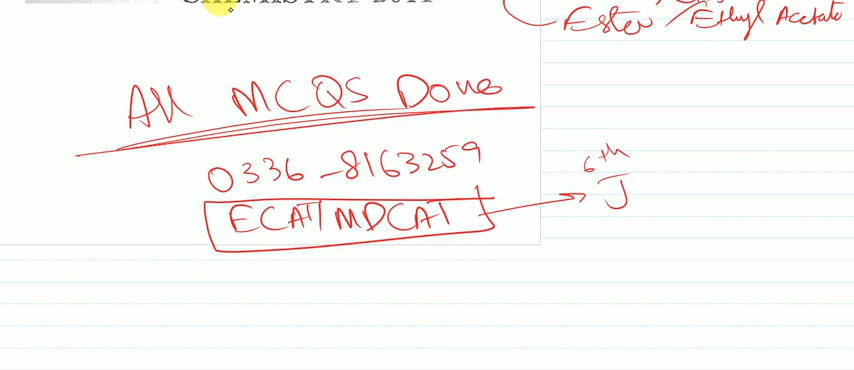 Ester/Ethyl Acetate
All MCQS Done
0336-8163259
ECAT/MDCAT
6th
J